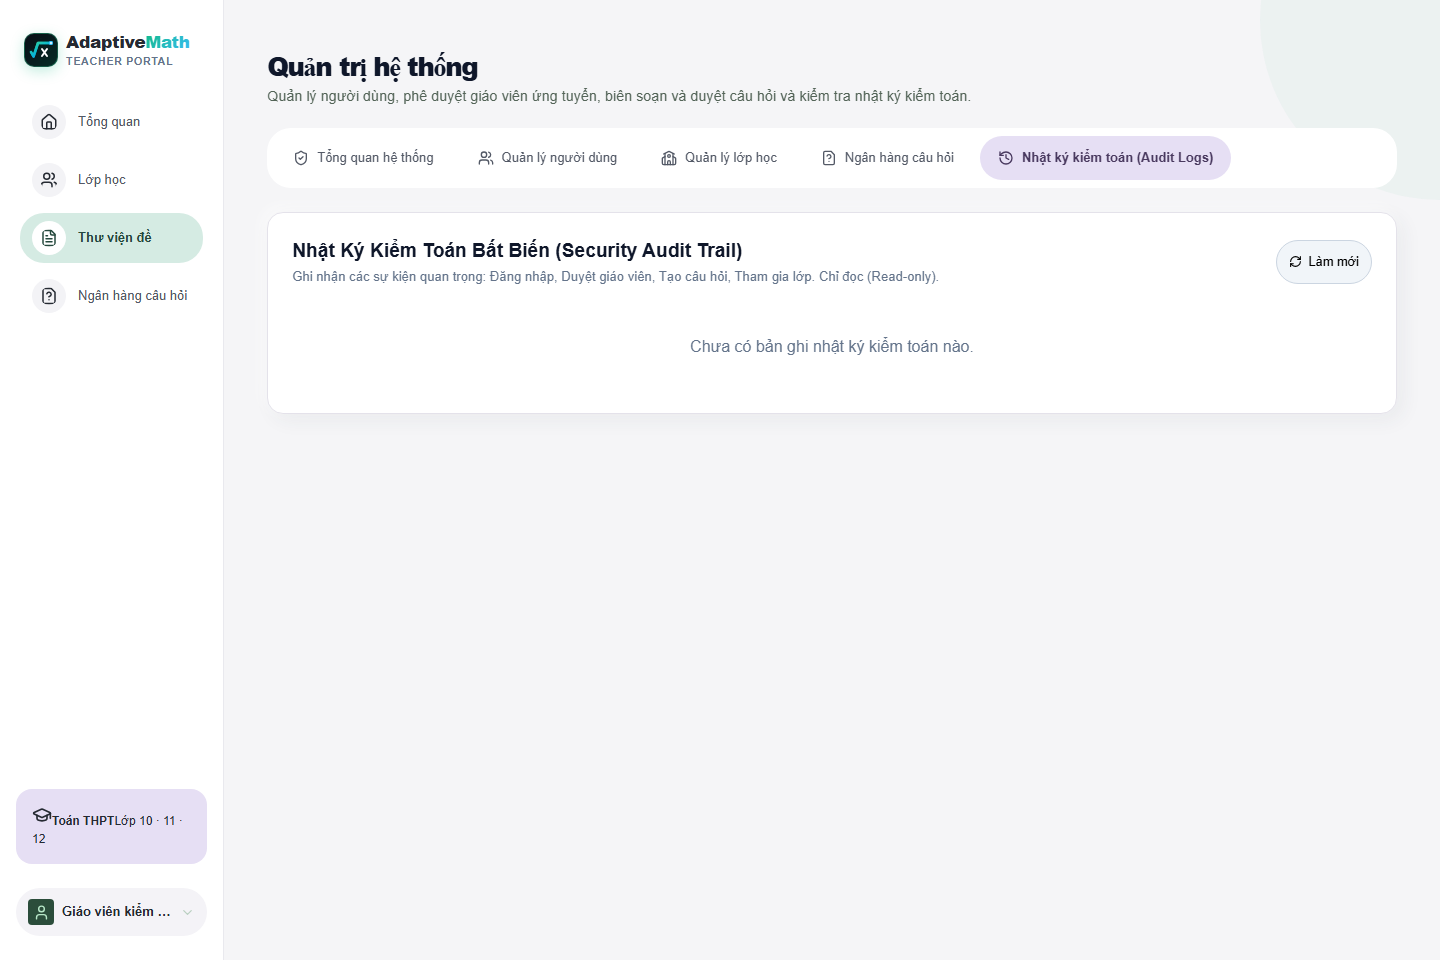 AdaptiveMath
TEACHER PORTAL
Tổng quan
Lớp học
Thư viện đề
Ngân hàng câu hỏi
Toán THPTLớp 10 · 11 ·
12
Giáo viên kiểm ...
Quản trị hệ thống
Quản lý người dùng, phê duyệt giáo viên ứng tuyển, biên soạn và duyệt câu hỏi và kiểm tra nhật ký kiểm toán.
Tổng quan hệ thống
Quản lý người dùng
Quản lý lớp học
Ngân hàng câu hỏi
Nhật ký kiểm toán (Audit Logs)
Nhật Ký Kiểm Toán Bất Biến (Security Audit Trail)
Ghi nhận các sự kiện quan trọng: Đăng nhập, Duyệt giáo viên, Tạo câu hỏi, Tham gia lớp. Chỉ đọc (Read-only).
Làm mới
Chưa có bản ghi nhật ký kiểm toán nào.